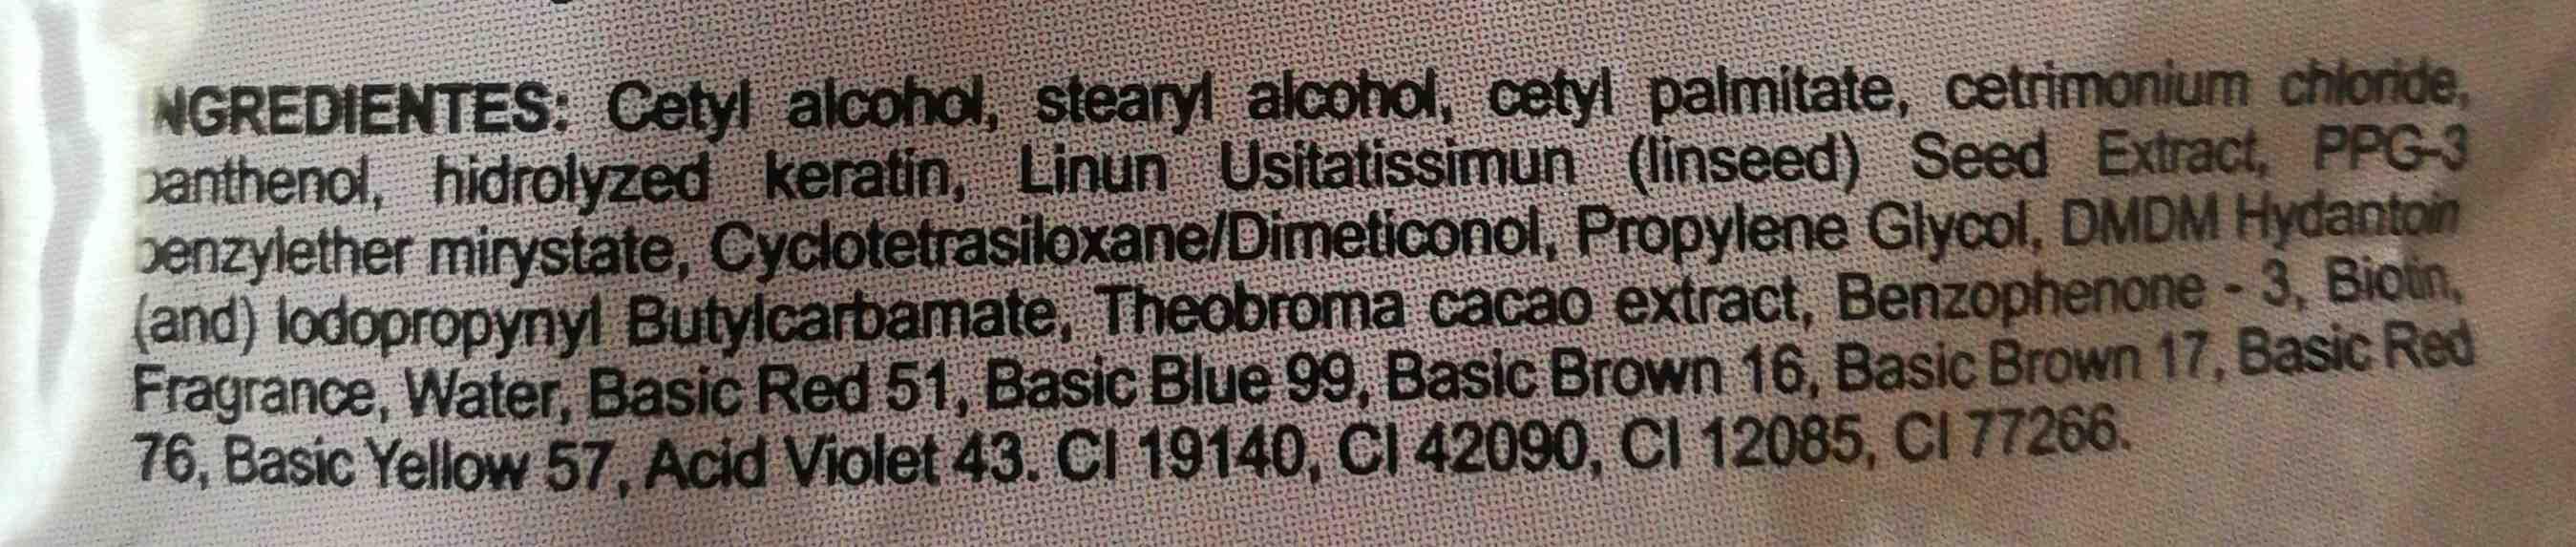 INGREDIENTES: Cetyl alcohol, stearyl alcohol, cetyl palmitate, cetrimonium chloride,
panthenol, hidrolyzed keratin, Linun Usitatissimun (linseed) Seed Extract, PPG-3
benzylether mirystate, Cyclotetrasiloxane/Dimeticonol, Propylene Glycol, DMDM Hydantoin
(and) Iodopropynyl Butylcarbamate, Theobroma cacao extract, Benzophenone - 3, Biotin,
Fragrance, Water, Basic Red 51, Basic Blue 99, Basic Brown 16, Basic Brown 17, Basic Red
76, Basic Yellow 57, Acid Violet 43. CI 19140, CI 42090, CI 12085, CI 77266.